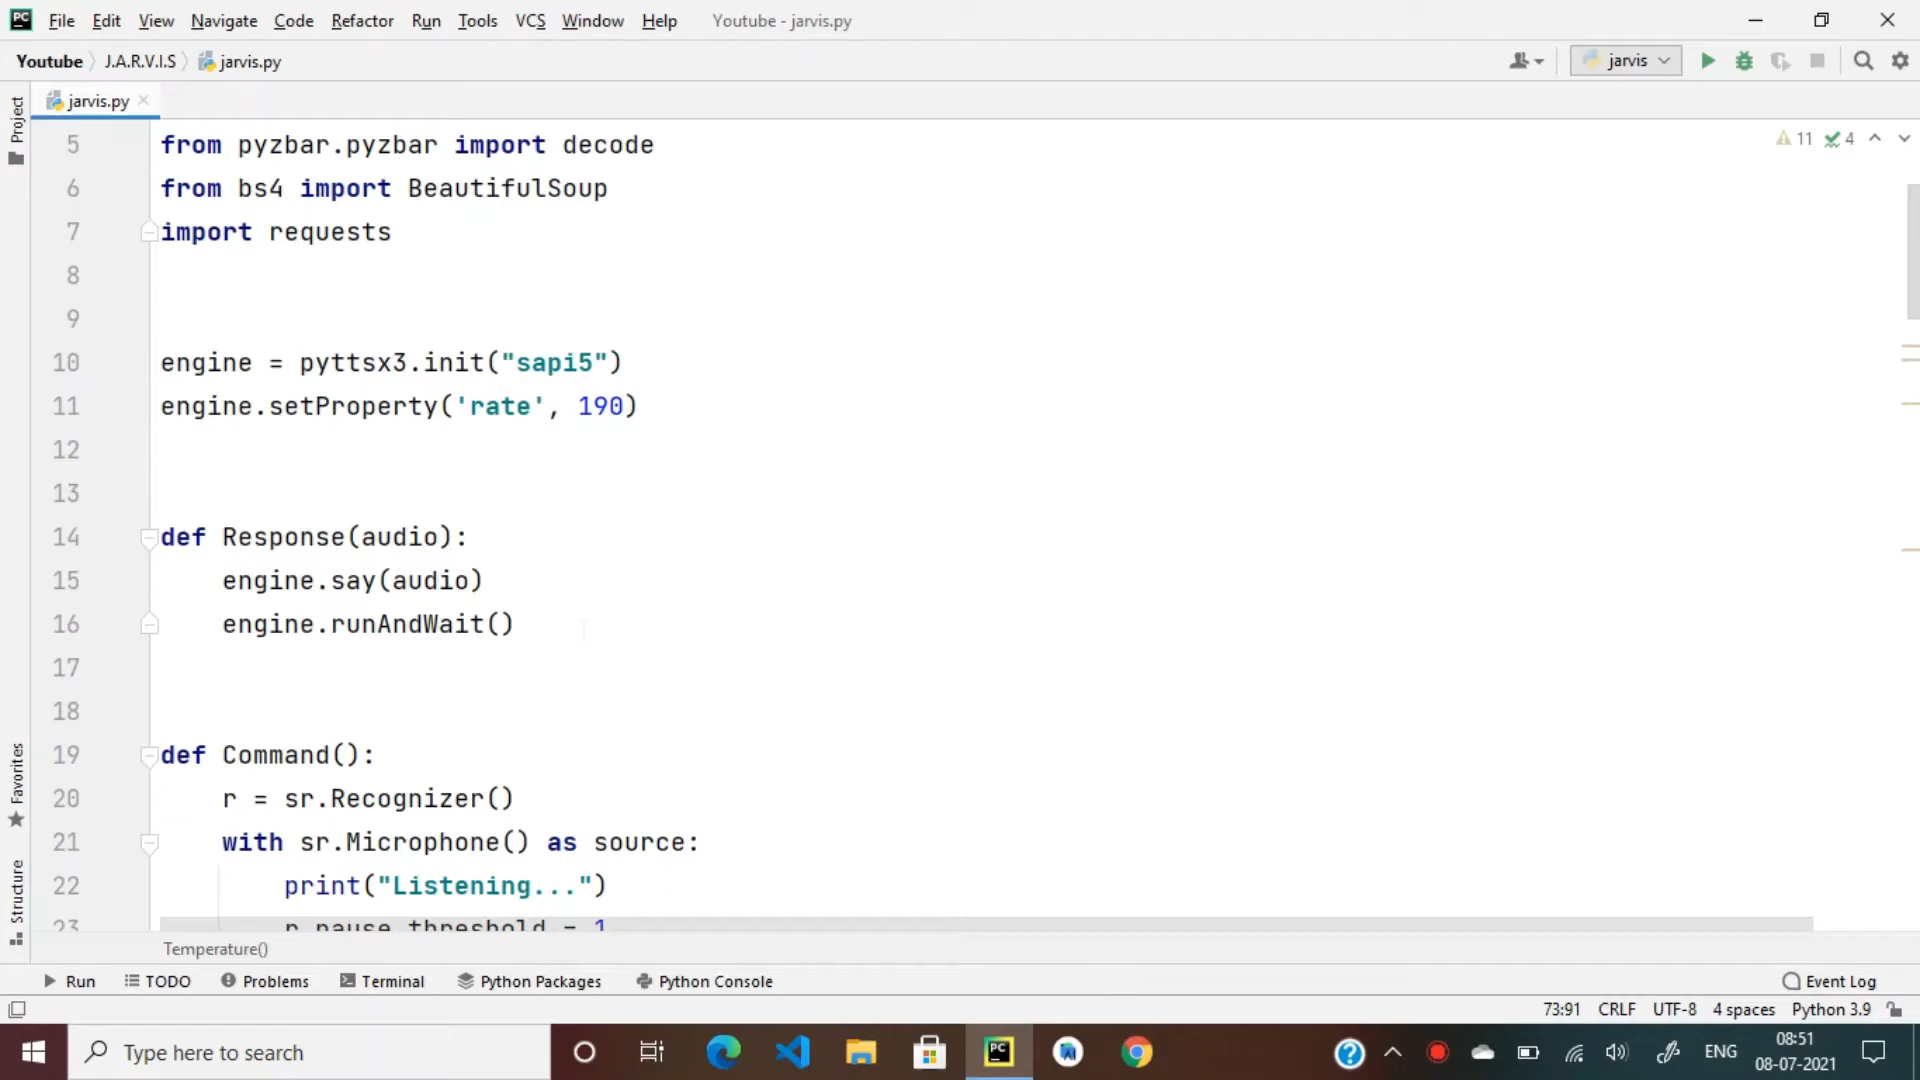 PC File Edit View Navigate Code Refactor Run Tools VCS Window Help Youtube - jarvis.py
Youtube J.A.R.V.I.S jarvis.py jarvis
jarvis.py
Project
Favorites
Structure
11 4
5 from pyzbar.pyzbar import decode
6 from bs4 import BeautifulSoup
7 import requests
8
9
10 engine = pyttsx3.init("sapi5")
11 engine.setProperty('rate', 190)
12
13
14 def Response(audio):
15 engine.say(audio)
16 engine.runAndWait()
17
18
19 def Command():
20 r = sr.Recognizer()
21 with sr.Microphone() as source:
22 print("Listening...")
23 r.pause_threshold = 1
Temperature()
Run TODO Problems Terminal Python Packages Python Console Event Log
73:91 CRLF UTF-8 4 spaces Python 3.9
Type here to search PC ENG 08:51
08-07-2021